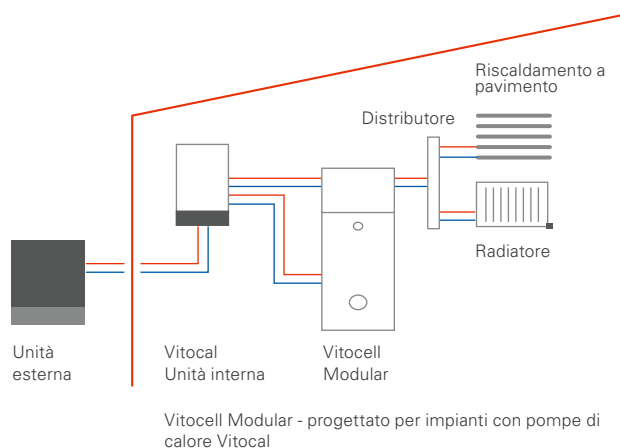 Riscaldamento a
pavimento
Distributore
Radiatore
Unità
esterna
Vitocal
Unità interna
Vitocell
Modular
Vitocell Modular - progettato per impianti con pompe di
calore Vitocal